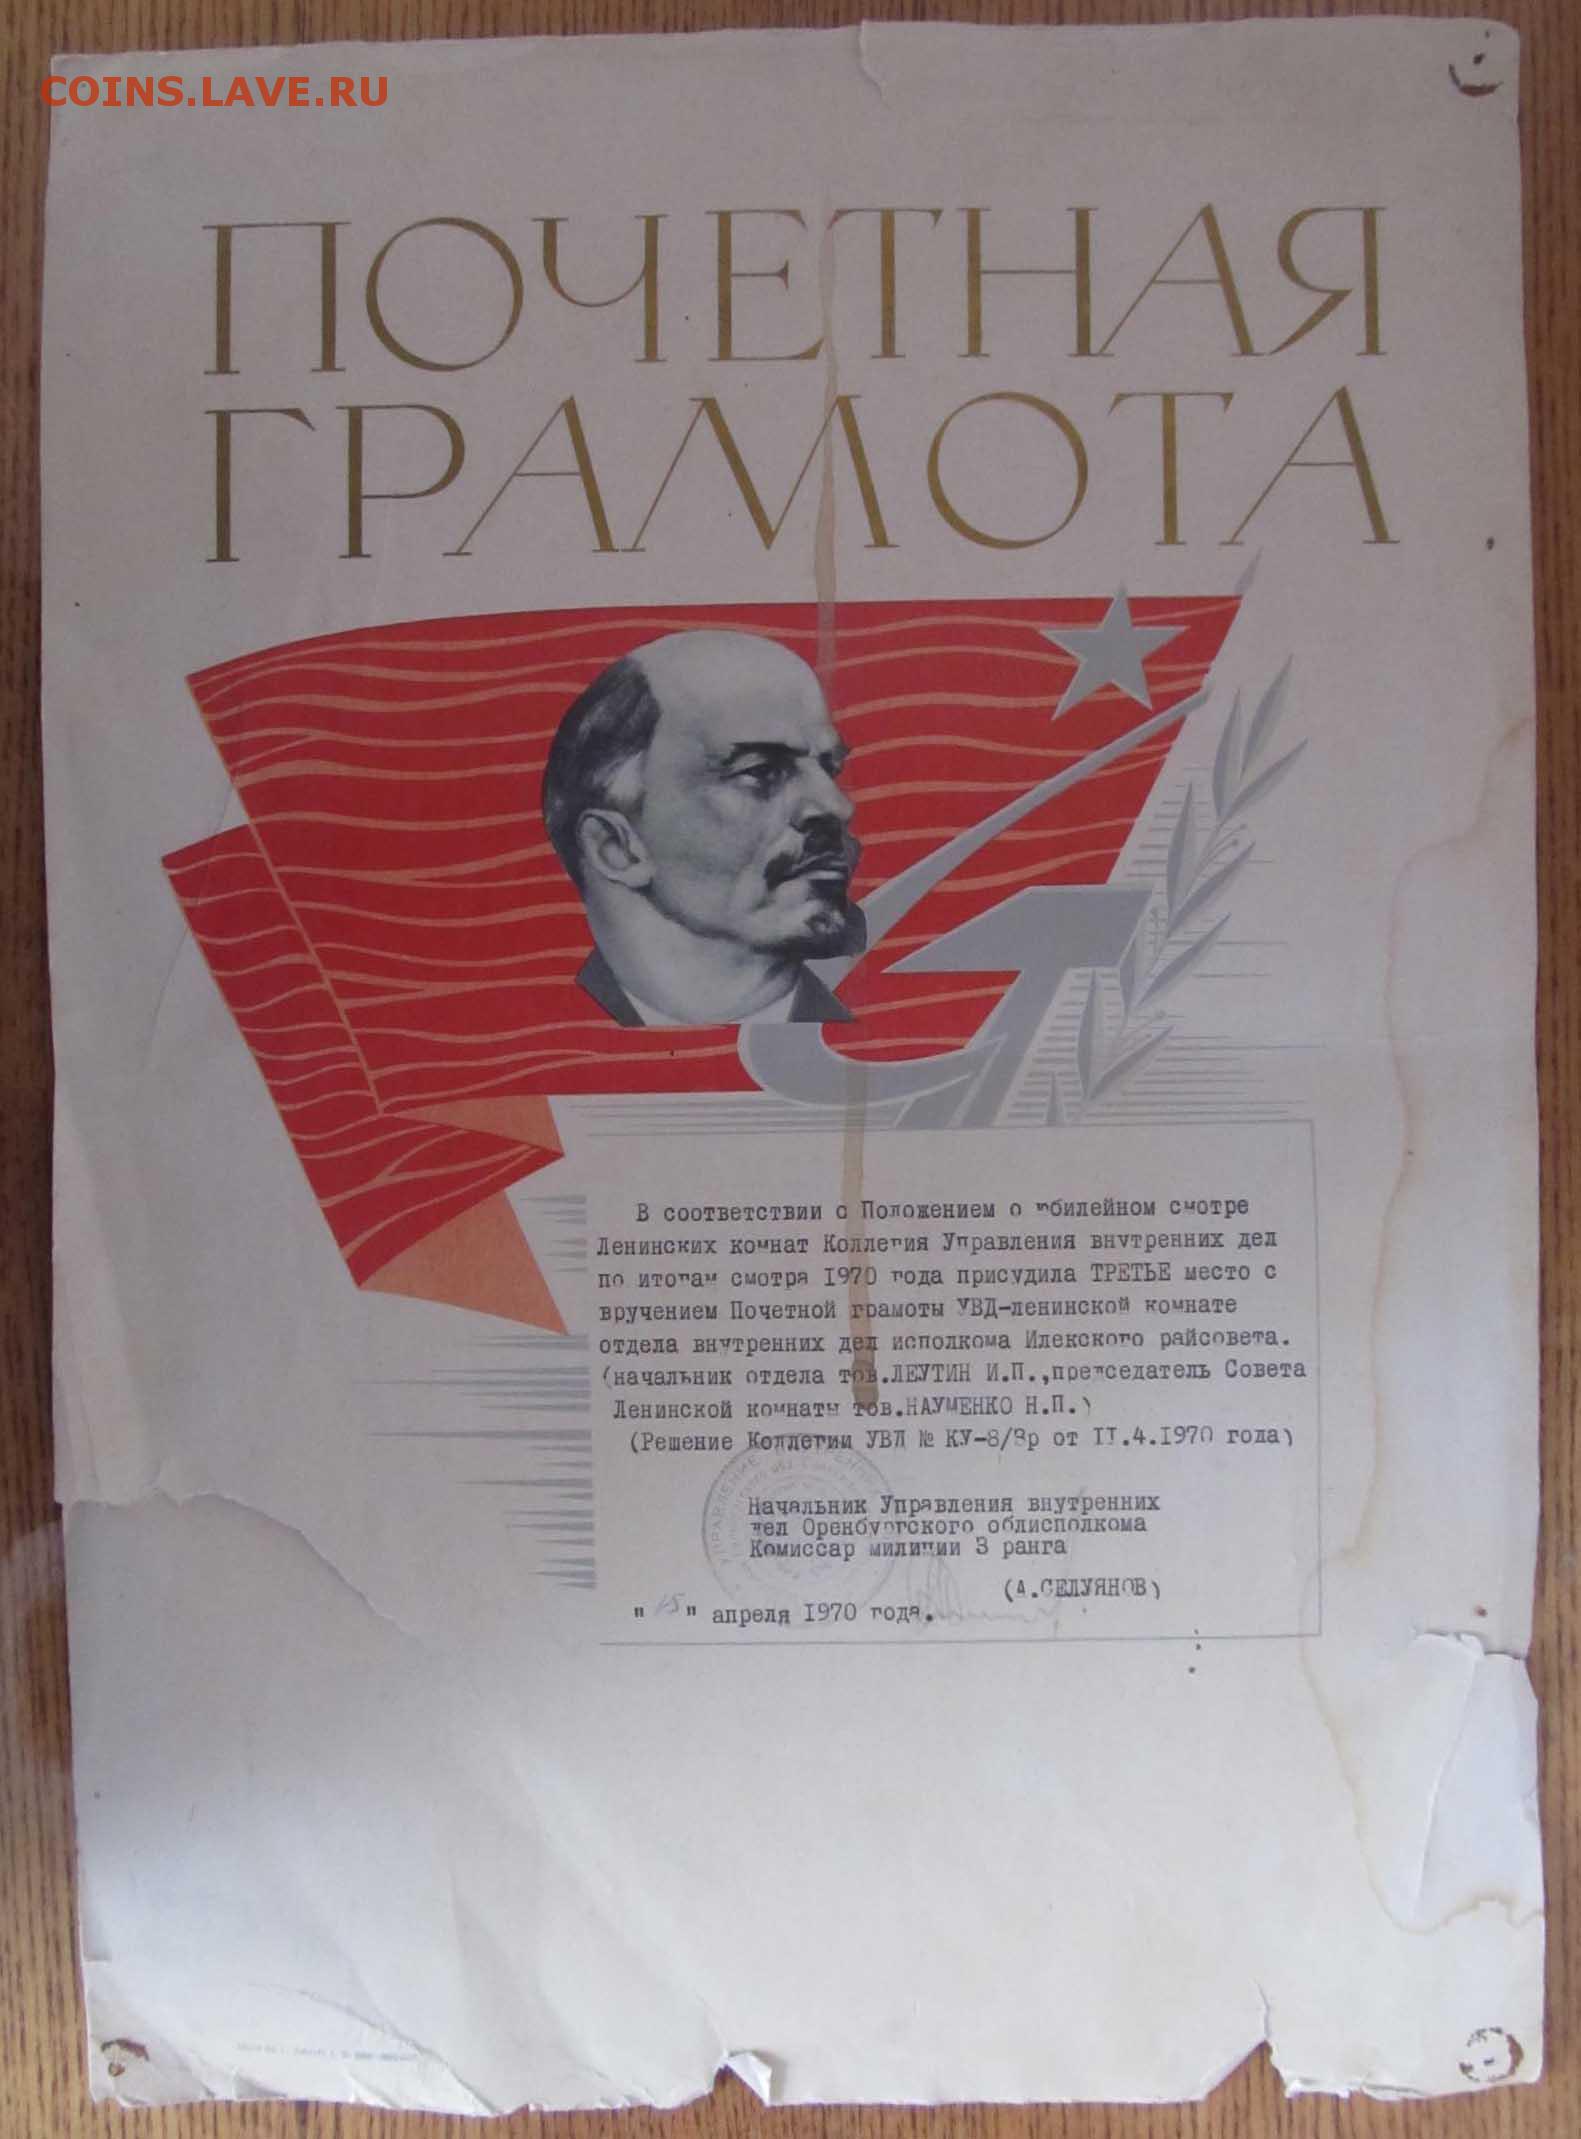 COINS.LAVE.RU
ПОЧЕТНАЯ
ГРАМОТА
В соответствии с Положением о юбилейном смотре
Ленинских комнат Коллегия Управления внутренних дел
по итогам смотра 1970 года присудила ТРЕТЬЕ место с
вручением Почетной грамоты УВД-ленинской комнате
отдела внутренних дел исполкома Илекского райсовета.
(начальник отдела тов.ЛЕУТИН И.П.,председатель Совета
Ленинской комнаты тов.НАУМЕНКО Н.П.)
(Решение Коллегии УВД № КУ-8/8р от II.4.1970 года)
Начальник Управления внутренних
дел Оренбургского облисполкома
Комиссар милиции 3 ранга
(А.СЕЛУЯНОВ)
" 15 " апреля 1970 года.
УПРАВЛЕНИЕ